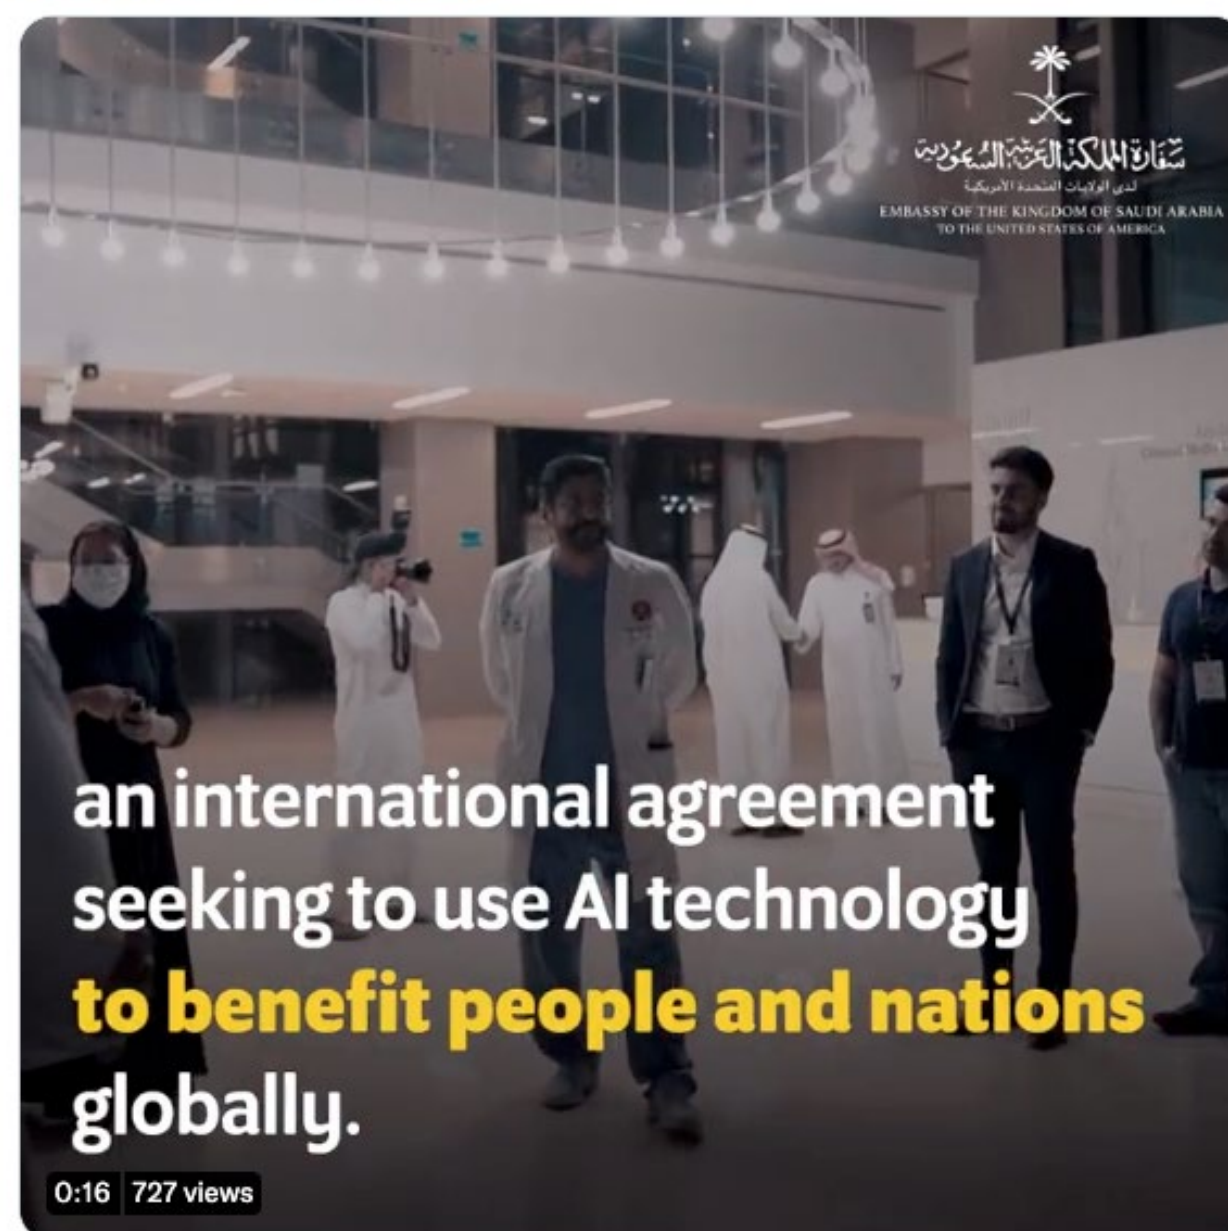 سفارة المملكة العربية السعودية
لدى الولايات المتحدة الأمريكية
EMBASSY OF THE KINGDOM OF SAUDI ARABIA
TO THE UNITED STATES OF AMERICA
an international agreement
seeking to use AI technology
to benefit people and nations
globally.
0:16 727 views